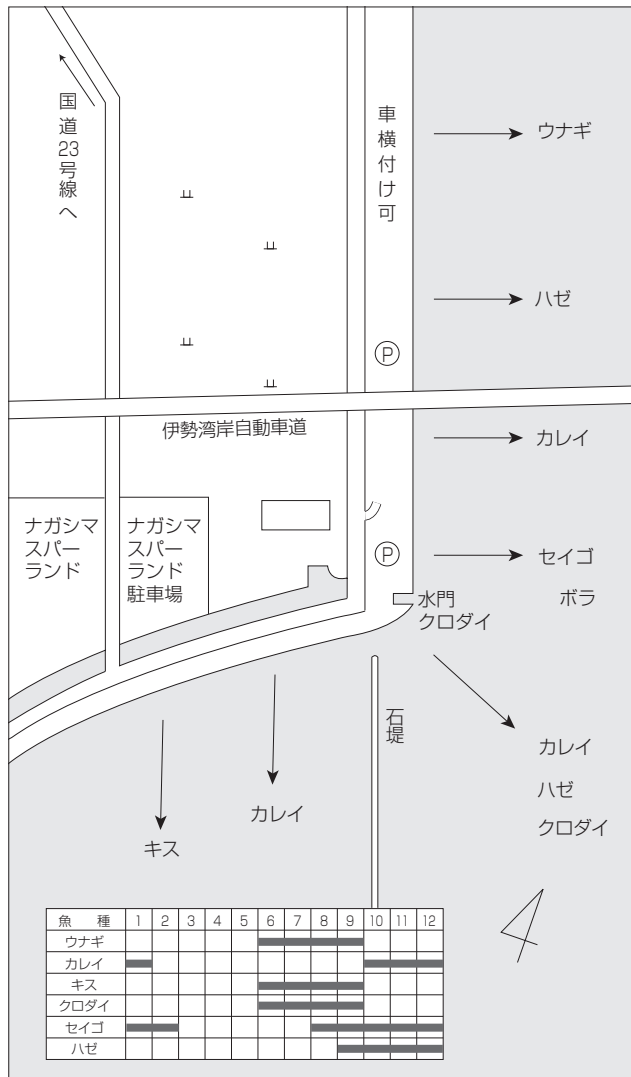 国道23号線へ
車横付け可
ウナギ
ハゼ
P
伊勢湾岸自動車道
カレイ
ナガシマ
スパー
ランド
ナガシマ
スパー
ランド
駐車場
P
セイゴ
水門
ボラ
クロダイ
石堤
カレイ
ハゼ
クロダイ
カレイ
キス
魚 種 1 2 3 4 5 6 7 8 9 10 11 12
ウナギ
カレイ
キス
クロダイ
セイゴ
ハゼ